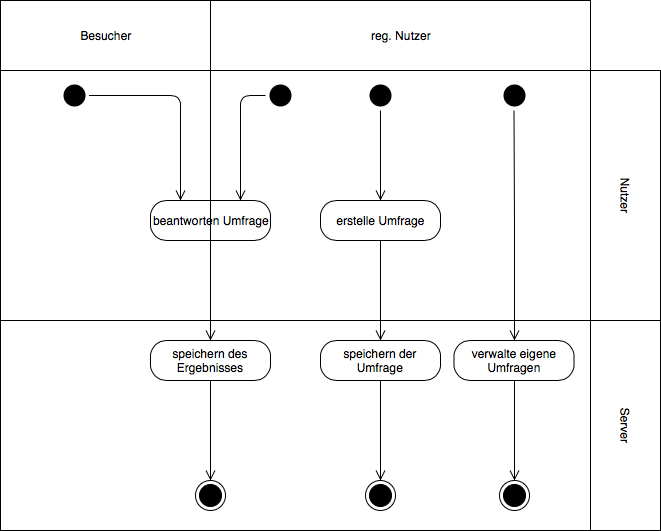 Besucher
reg. Nutzer
Nutzer
beantworten Umfrage
erstelle Umfrage
speichern des
Ergebnisses
speichern der
Umfrage
verwalte eigene
Umfragen
Server